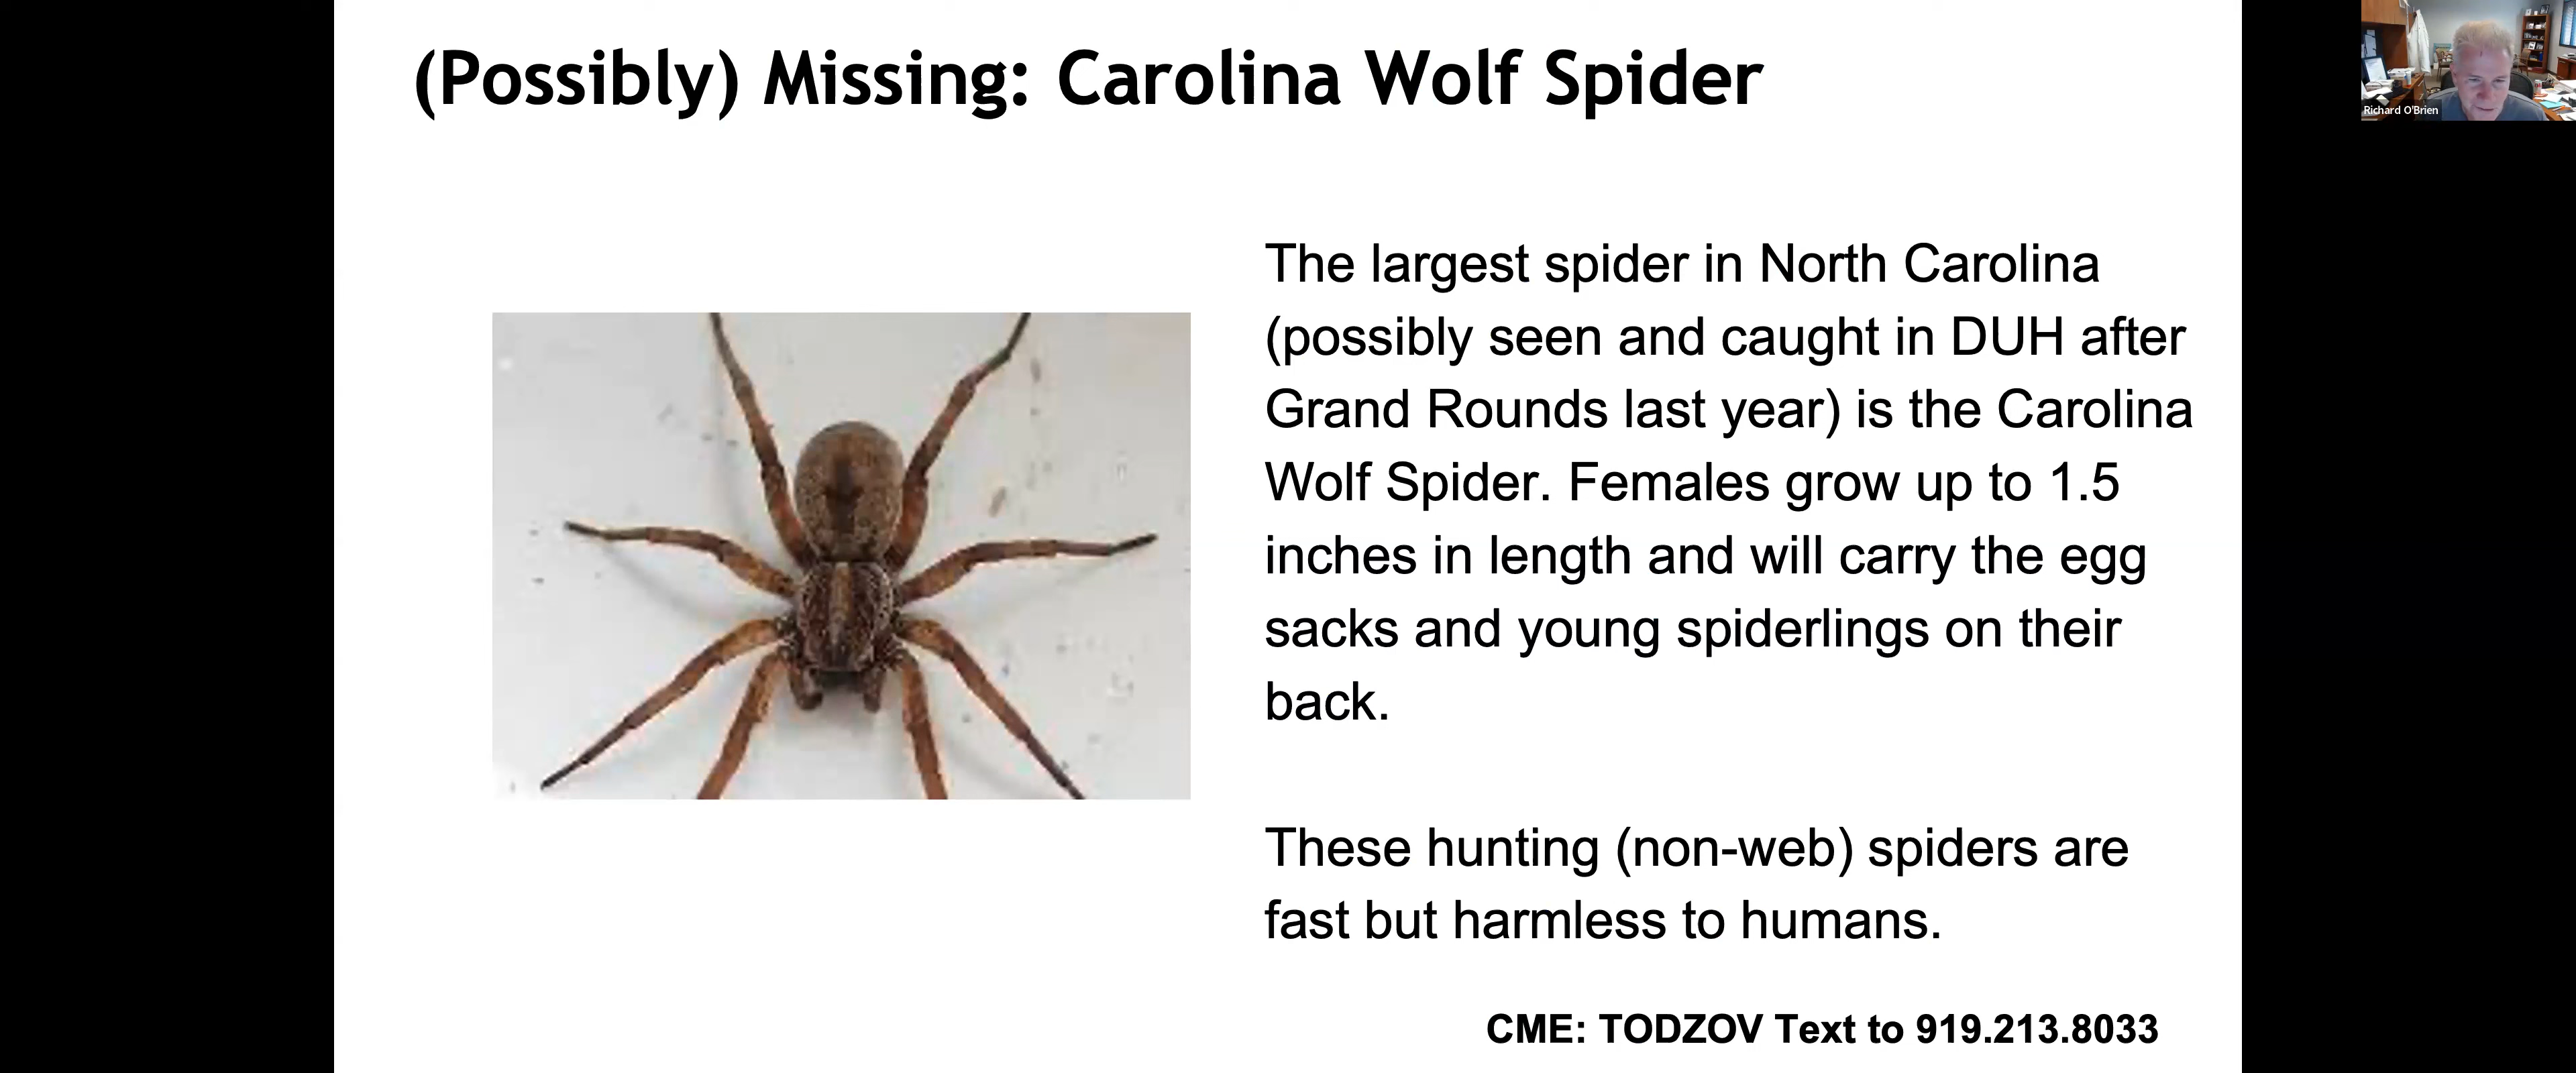 (Possibly) Missing: Carolina Wolf Spider
Richard O'Brien
The largest spider in North Carolina
(possibly seen and caught in DUH after
Grand Rounds last year) is the Carolina
Wolf Spider. Females grow up to 1.5
inches in length and will carry the egg
sacks and young spiderlings on their
back.
These hunting (non-web) spiders are
fast but harmless to humans.
CME: TODZOV Text to 919.213.8033